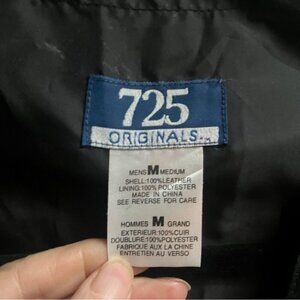 725
ORIGINALS
MENS M MEDIUM
SHELL:100%LEATHER
LINING:100% POLYESTER
MADE IN CHINA
SEE REVERSE FOR CARE
HOMMES M GRAND
EXTERIEUR:100%CUIR
DOUBLURE:100%POLYESTER
FABRIQUE AUX LA CHINE
ENTRETIEN AU VERSO